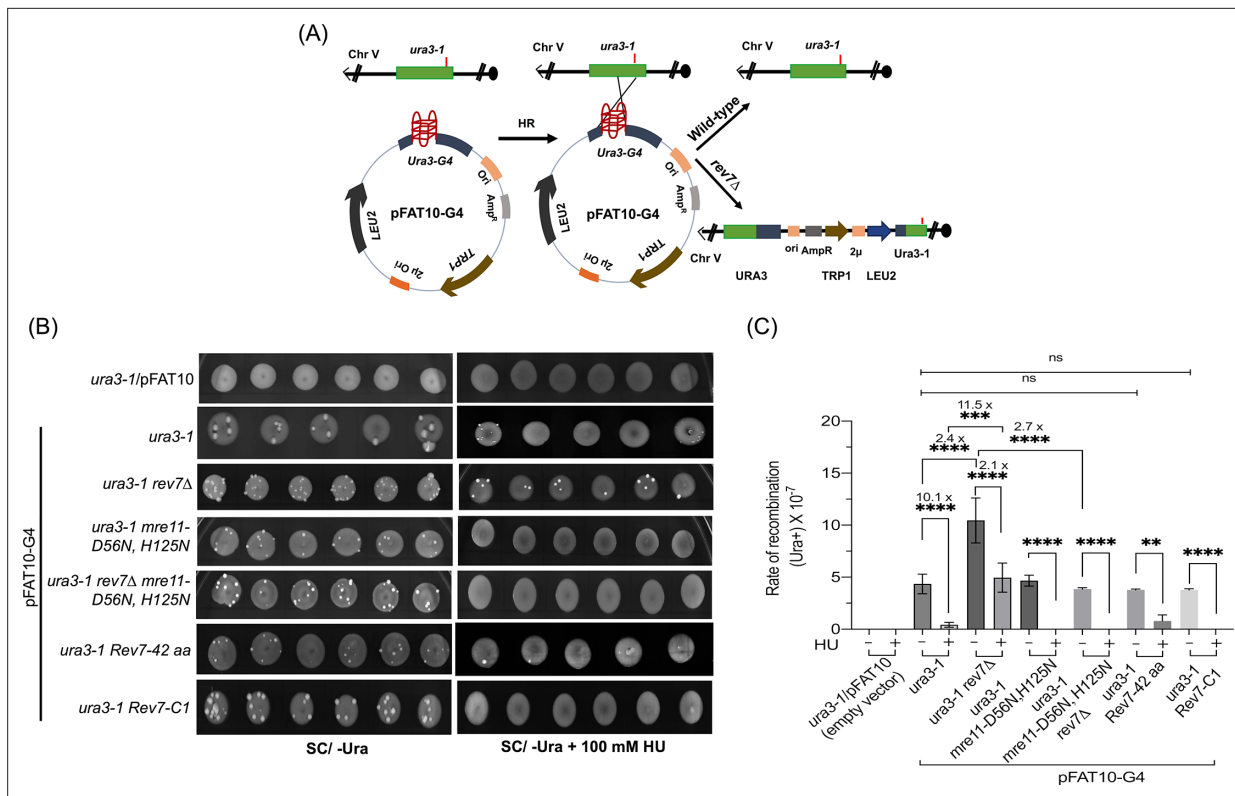 (A)
Chr V
ura3-1
Chr V
ura3-1
Chr V
ura3-1
Ura3-G4
Ori
AmpR
pFAT10-G4
LEU2
TRP1
2µ Ori
HR
Ura3-G4
Ori
AmpR
pFAT10-G4
LEU2
TRP1
2µ Ori
Wild-type
rev7Δ
Chr V
URA3
ori
AmpR
TRP1
2µ
LEU2
Ura3-1
(B)
ura3-1/pFAT10
pFAT10-G4
ura3-1
ura3-1 rev7Δ
ura3-1 mre11-
D56N, H125N
ura3-1 rev7Δ mre11-
D56N, H125N
ura3-1 Rev7-42 aa
ura3-1 Rev7-C1
SC/ -Ura
SC/ -Ura + 100 mM HU
(C)
ns
ns
11.5 x
***
2.7 x
****
2.4 x
****
2.1 x
****
10.1 x
****
****
****
**
****
Rate of recombination
(Ura+) X 10-7
20
15
10
5
0
HU
− + − + − + − + − + − + − +
ura3-1/pFAT10
(empty vector)
ura3-1
ura3-1 rev7Δ
ura3-1
mre11-D56N,H125N
ura3-1
mre11-D56N, H125N
rev7Δ
ura3-1
Rev7-42 aa
ura3-1
Rev7-C1
pFAT10-G4